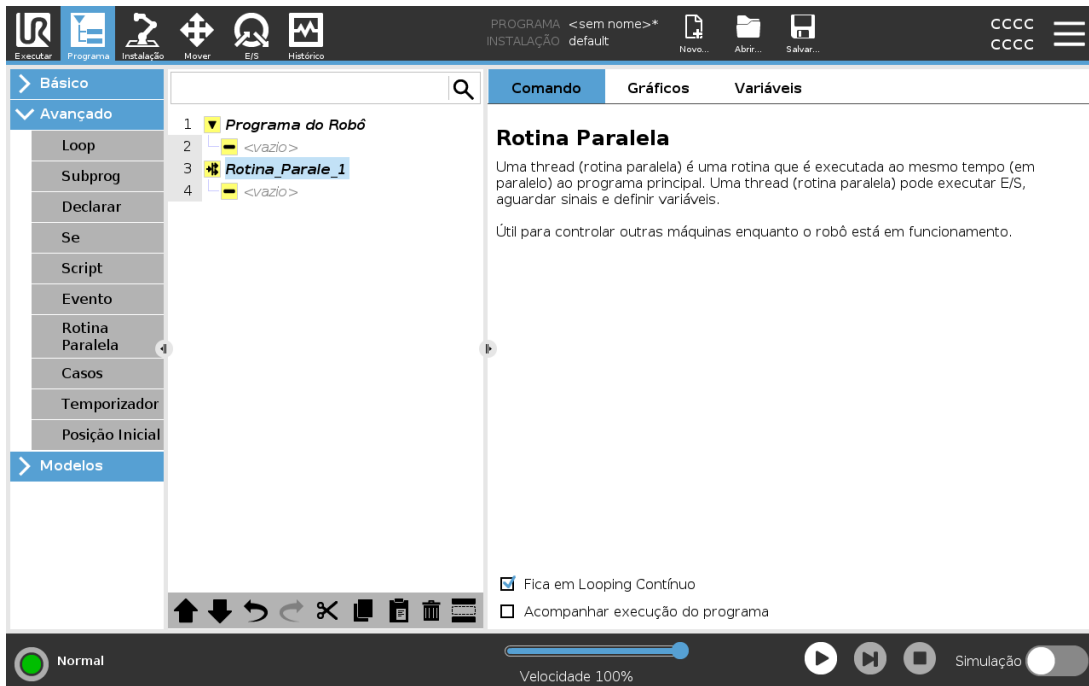 UR
Executar
Programa
Instalação
Mover
E/S
Histórico
PROGRAMA <sem nome>*
INSTALAÇÃO default
Novo...
Abrir...
Salvar...
CCCC
CCCC
Básico
Avançado
Loop
Subprog
Declarar
Se
Script
Evento
Rotina
Paralela
Casos
Temporizador
Posição Inicial
Modelos
1 Programa do Robô
2 <vazio>
3 Rotina_Parale_1
4 <vazio>
Comando Gráficos Variáveis
Rotina Paralela
Uma thread (rotina paralela) é uma rotina que é executada ao mesmo tempo (em
paralelo) ao programa principal. Uma thread (rotina paralela) pode executar E/S,
aguardar sinais e definir variáveis.
Útil para controlar outras máquinas enquanto o robô está em funcionamento.
Fica em Looping Contínuo
Acompanhar execução do programa
Normal
Velocidade 100%
Simulação